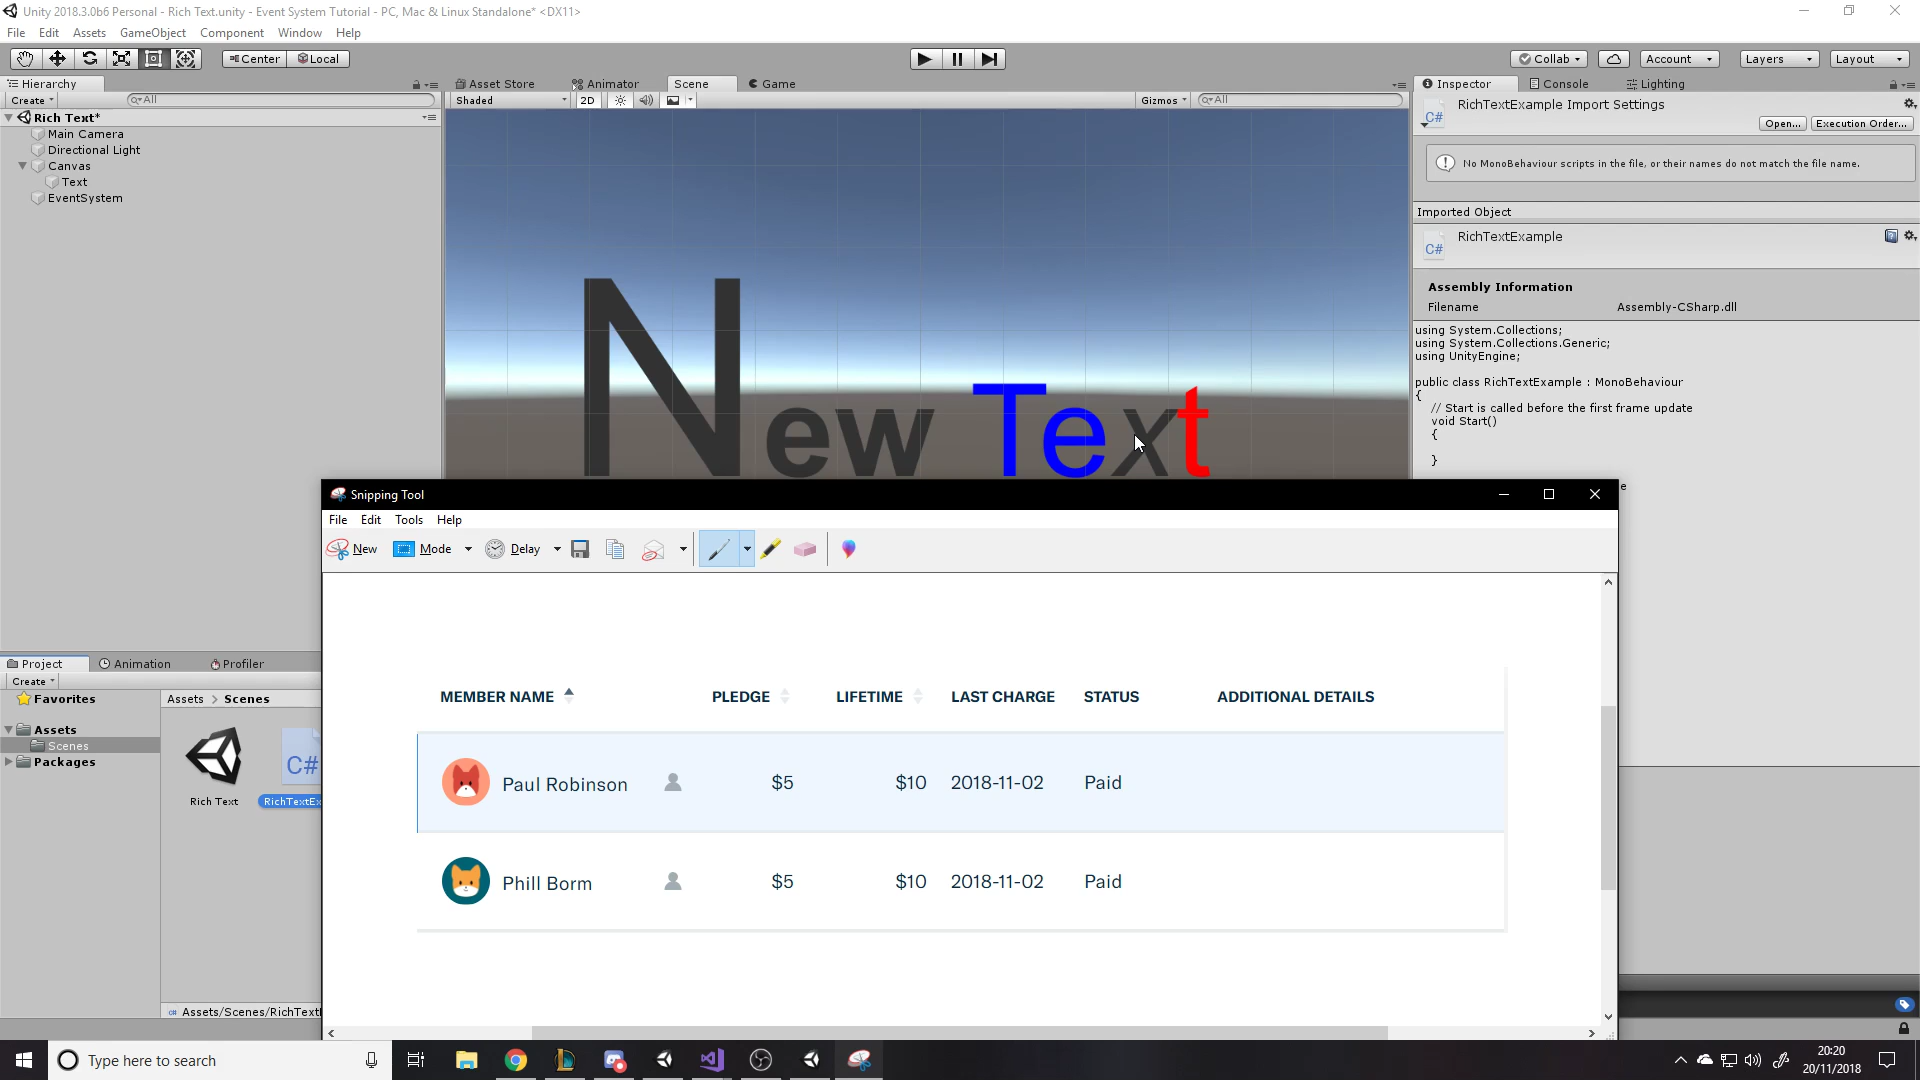 Unity 2018.3.0b6 Personal - Rich Text.unity - Event System Tutorial - PC, Mac & Linux Standalone* <DX11>
File Edit Assets GameObject Component Window Help
Center Local Collab Account Layers Layout
Hierarchy Asset Store Animator Scene Game Inspector Console Lighting
Create All Shaded 2D Gizmos All
Rich Text*
Main Camera
Directional Light
Canvas
Text
EventSystem
New Text
RichTextExample Import Settings
Open... Execution Order...
No MonoBehaviour scripts in the file, or their names do not match the file name.
Imported Object
C# RichTextExample
Assembly Information
Filename Assembly-CSharp.dll
using System.Collections;
using System.Collections.Generic;
using UnityEngine;
public class RichTextExample : MonoBehaviour
{
// Start is called before the first frame update
void Start()
{
}
Snipping Tool
File Edit Tools Help
New Mode Delay
MEMBER NAME PLEDGE LIFETIME LAST CHARGE STATUS ADDITIONAL DETAILS
Paul Robinson $5 $10 2018-11-02 Paid
Phill Borm $5 $10 2018-11-02 Paid
Project Animation Profiler
Create
Favorites Assets > Scenes
Assets
Scenes
Packages
C#
Rich Text RichTextEx
Assets/Scenes/RichTextE
Type here to search
20:20
20/11/2018